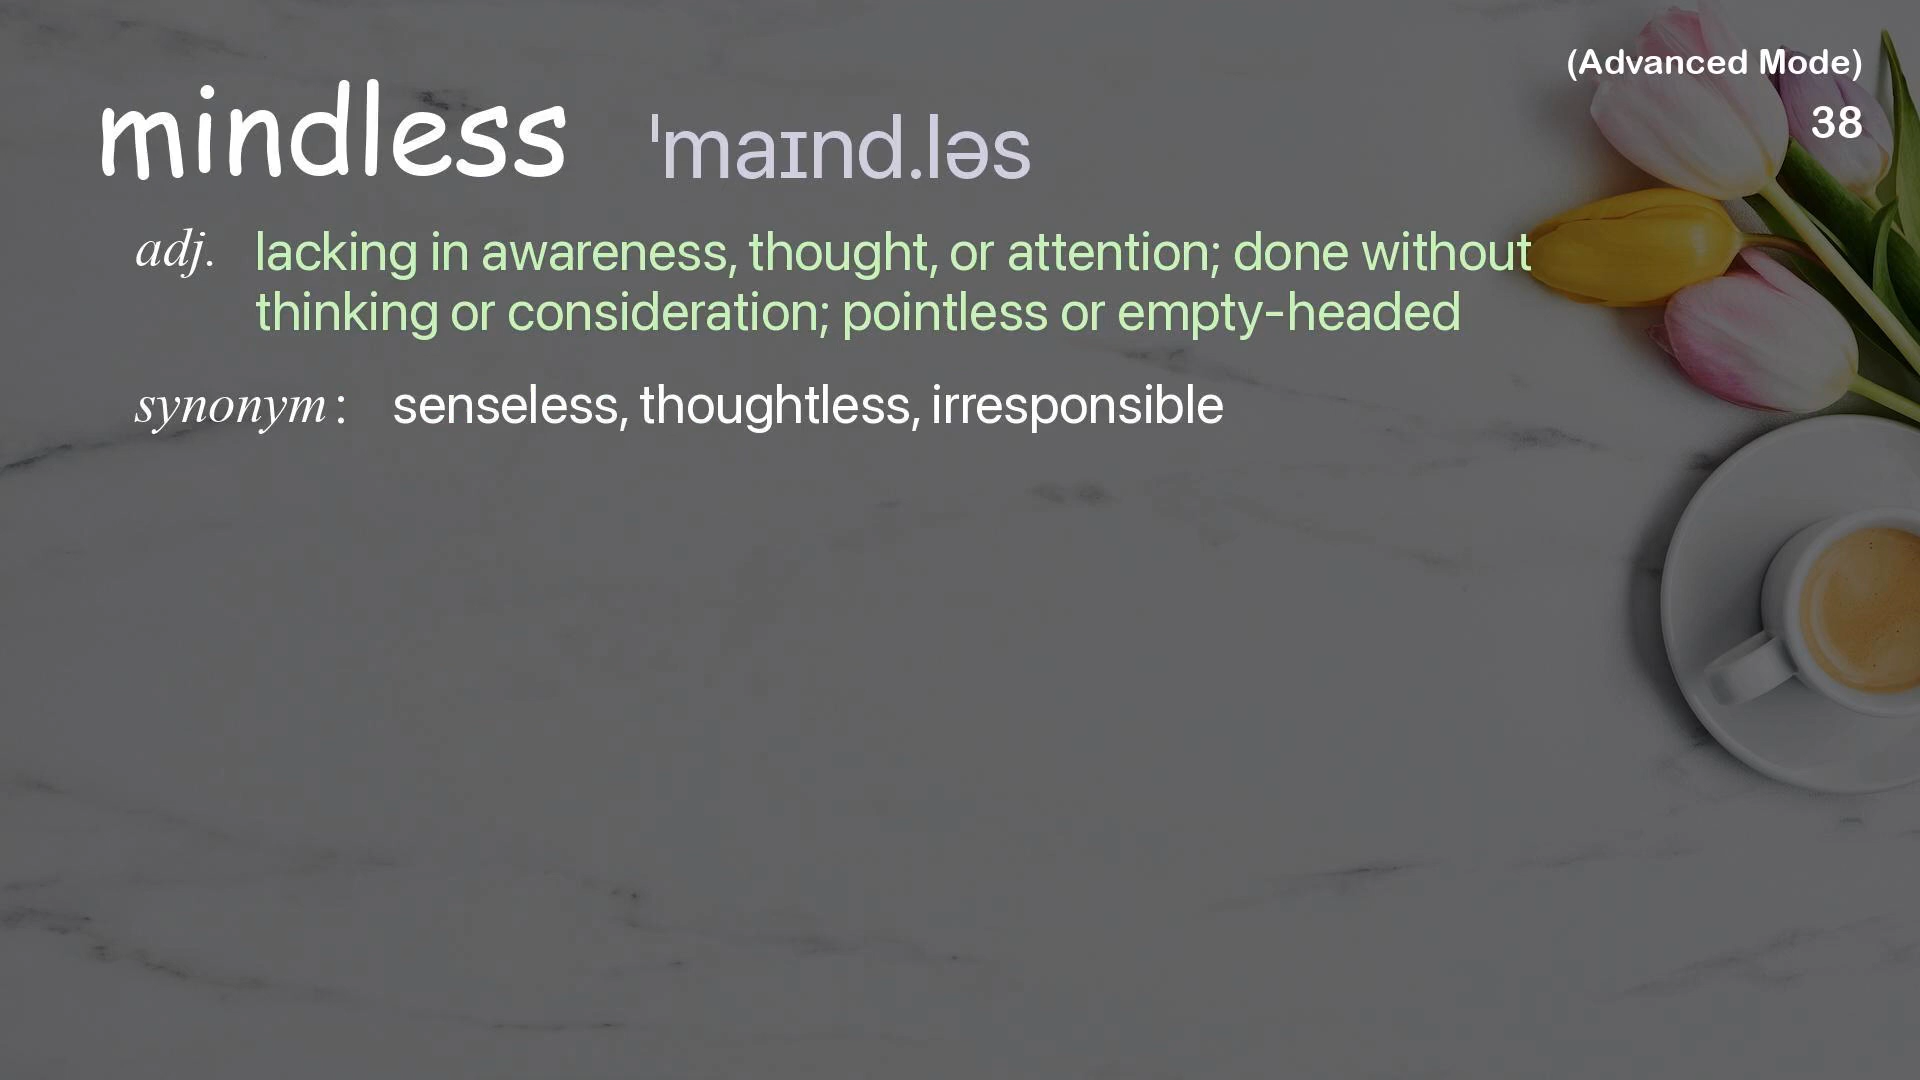 (Advanced Mode)
38
mindless ˈmaɪnd.ləs
adj. lacking in awareness, thought, or attention; done without
thinking or consideration; pointless or empty-headed
synonym: senseless, thoughtless, irresponsible